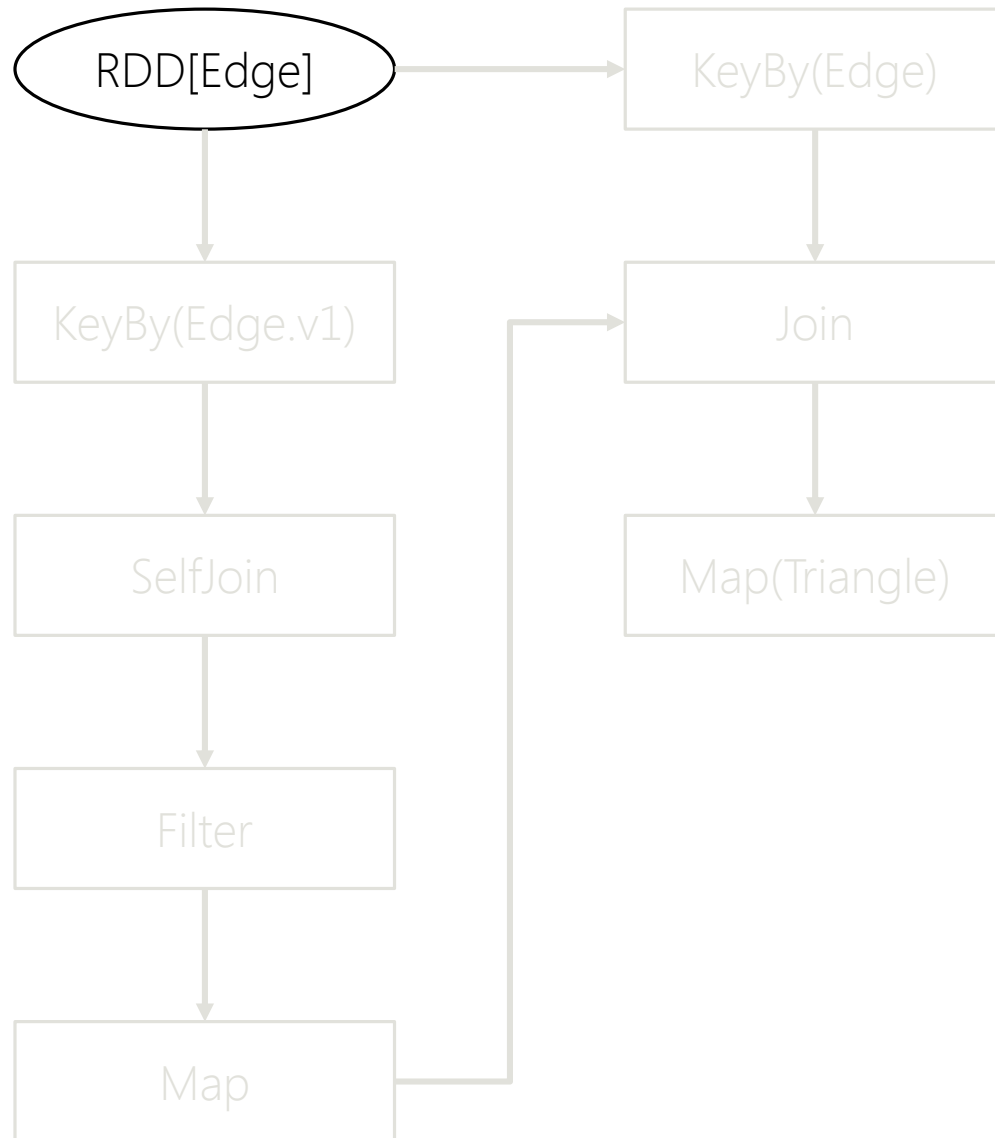 RDD[Edge]
KeyBy(Edge)
KeyBy(Edge.v1)
Join
SelfJoin
Map(Triangle)
Filter
Map